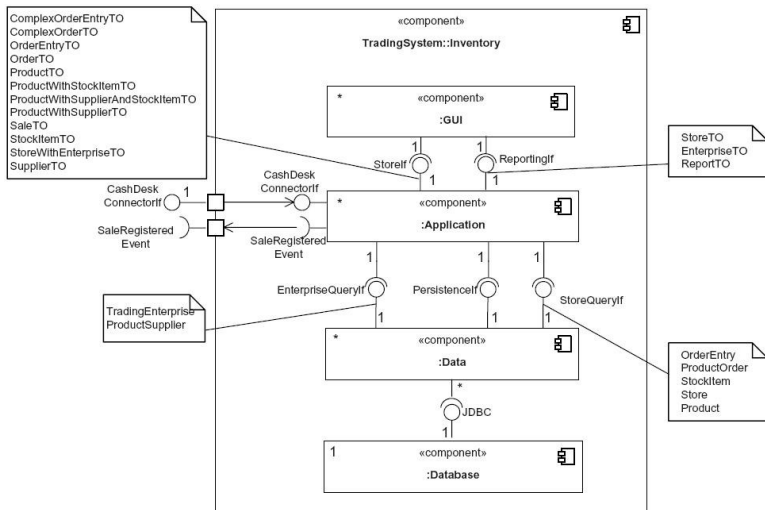 ComplexOrderEntryTO
ComplexOrderTO
OrderEntryTO
OrderTO
ProductTO
ProductWithStockItemTO
ProductWithSupplierAndStockItemTO
ProductWithSupplierTO
SaleTO
StockItemTO
StoreWithEnterpriseTO
SupplierTO
«component»
TradingSystem::Inventory
* «component»
:GUI
1 1
StoreIf ReportingIf
1 1
StoreTO
EnterpriseTO
ReportTO
CashDesk 1
ConnectorIf
CashDesk
ConnectorIf
SaleRegistered
Event
SaleRegistered
Event
* «component»
:Application
1 1 1
EnterpriseQueryIf PersistenceIf StoreQueryIf
1 1 1
TradingEnterprise
ProductSupplier
* «component»
:Data
OrderEntry
ProductOrder
StockItem
Store
Product
*
JDBC
1
1 «component»
:Database